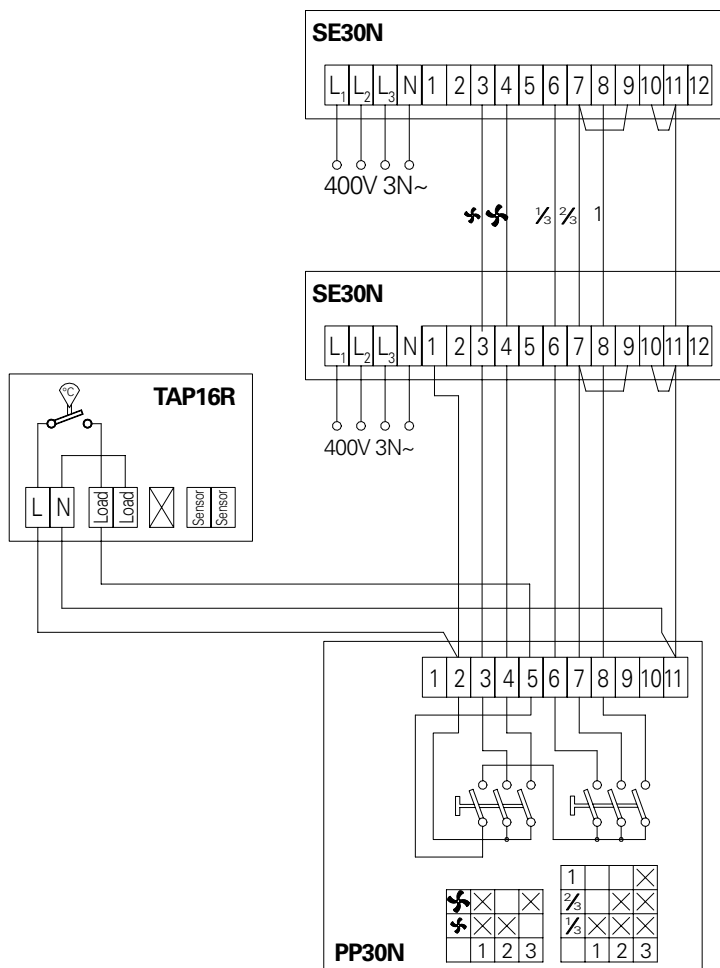 SE30N
L1 L2 L3 N 1 2 3 4 5 6 7 8 9 10 11 12
400V 3N~
⅓ ⅔ 1
SE30N
L1 L2 L3 N 1 2 3 4 5 6 7 8 9 10 11 12
400V 3N~
TAP16R
°C
L N Load Load Sensor Sensor
1 2 3 4 5 6 7 8 9 10 11
1
⅔
⅓
1 2 3
1 2 3
PP30N